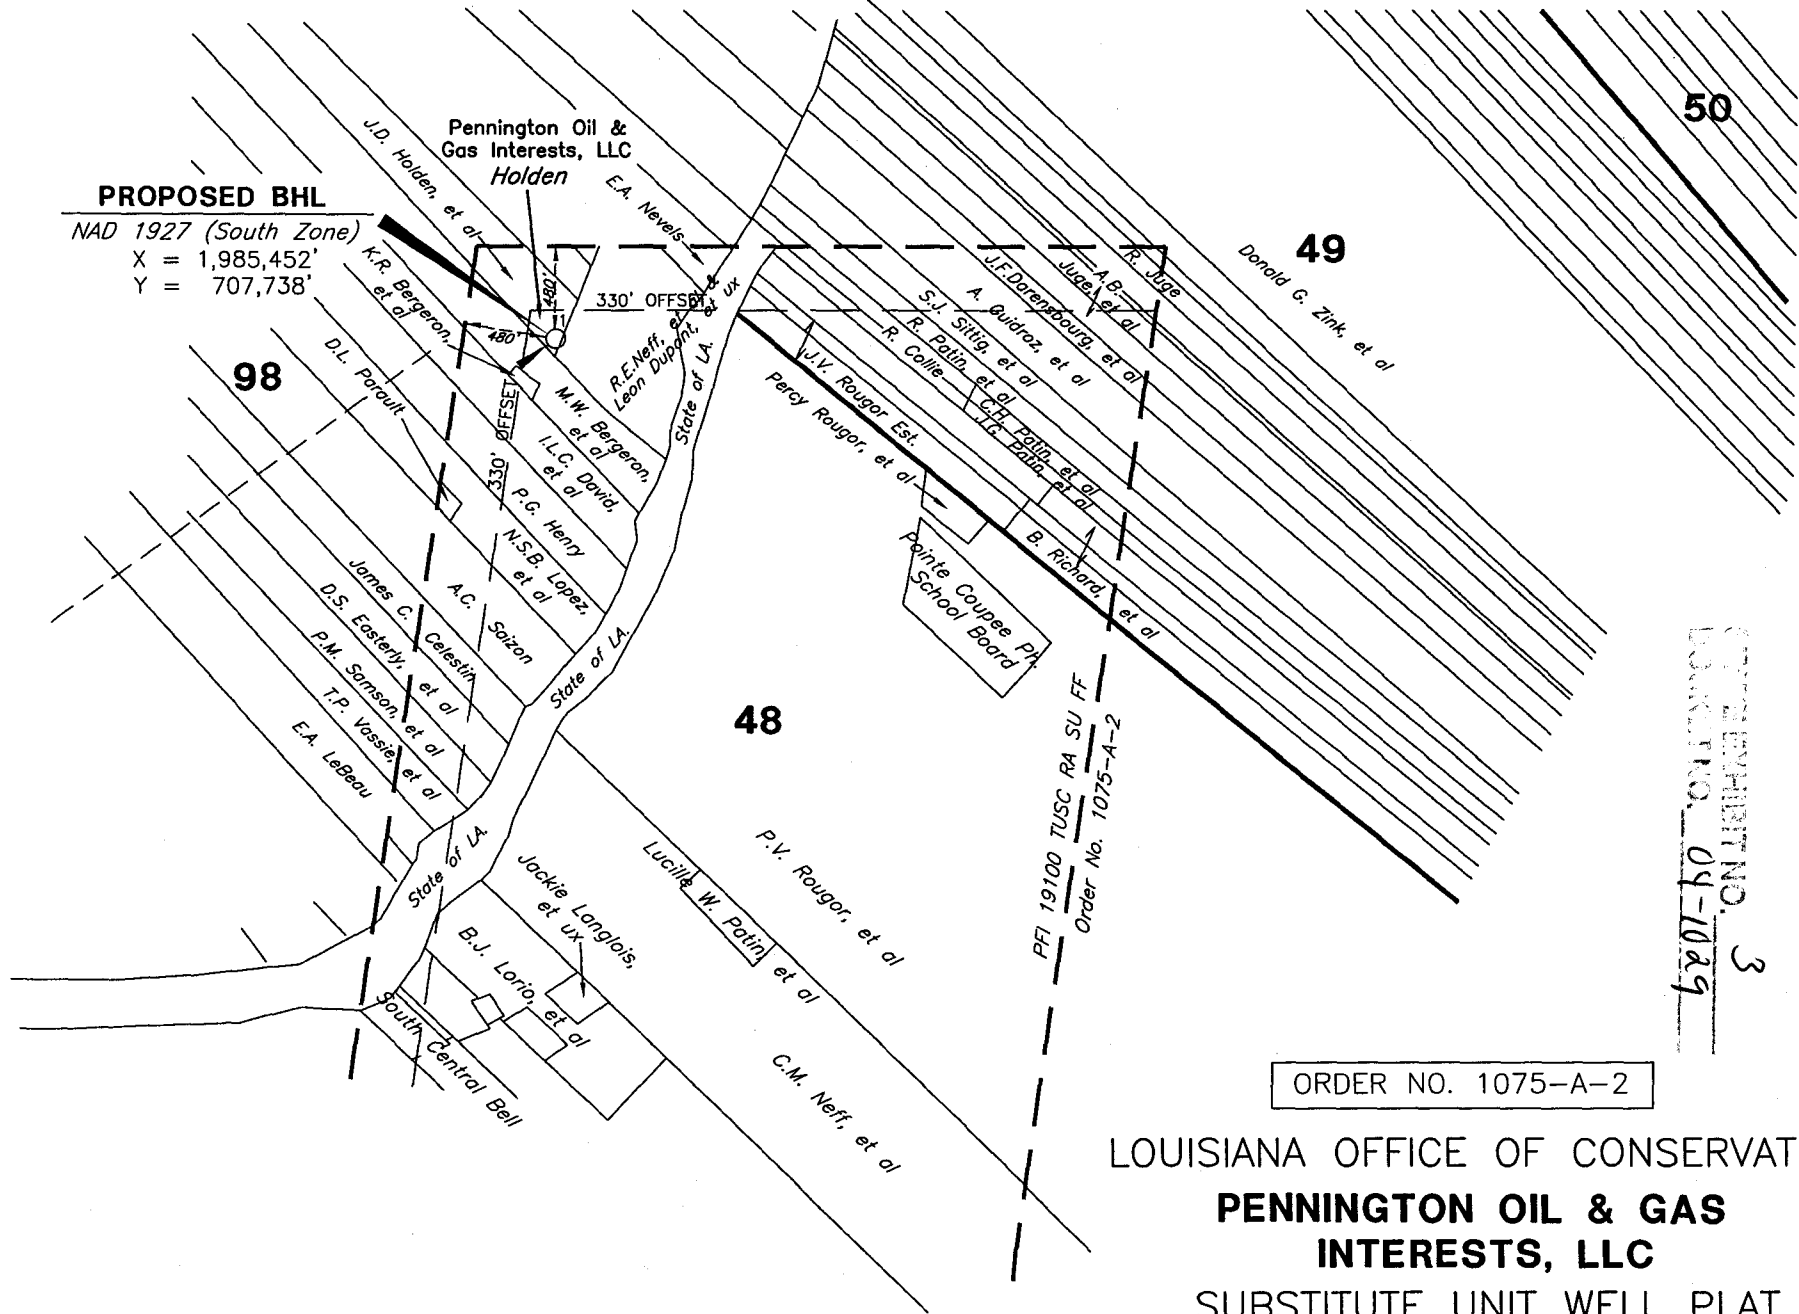 50
J.D. Holden, et al
Pennington Oil &
Gas Interests, LLC
Holden
E.A. Nevels
PROPOSED BHL
NAD 1927 (South Zone)
X = 1,985,452'
Y = 707,738'
K.R. Bergeron,
et al
480'
480'
330' OFFSET
330' OFFSET
R.E. Neff, et al &
Leon Dupont, et ux
State of LA.
49
Donald G. Zink, et al
R. Juge
A.B.
Juge, et al
J.F. Darensbourg, et al
A. Guidroz, et al
S.J. Sittig, et al
R. Patin, et al
R. Collie
C.H. Patin, et al
J.G. Patin, et al
J.V. Rougor Est.
Percy Rougor, et al
98
D.L. Parault
M.W. Bergeron,
et al
I.L.C. David,
et al
P.G. Henry
N.S.B. Lopez,
et al
A.C. Saizon
James C. Celestin
D.S. Easterly, et al
P.M. Samson, et al
T.P. Vassie, et al
E.A. LeBeau
State of LA.
State of LA.
B. Richard, et al
Pointe Coupee Ph.
School Board
48
PFI 19100 TUSC RA SU FF
Order No. 1075-A-2
P.V. Rougor, et al
Lucille W. Patin, et al
Jackie Langlois,
et ux
B.J. Lorio, et al
South Central Bell
C.M. Neff, et al
EXHIBIT NO. 3
DOCKET NO. 04-1029
ORDER NO. 1075-A-2
LOUISIANA OFFICE OF CONSERVAT
PENNINGTON OIL & GAS
INTERESTS, LLC
SUBSTITUTE UNIT WELL PLAT